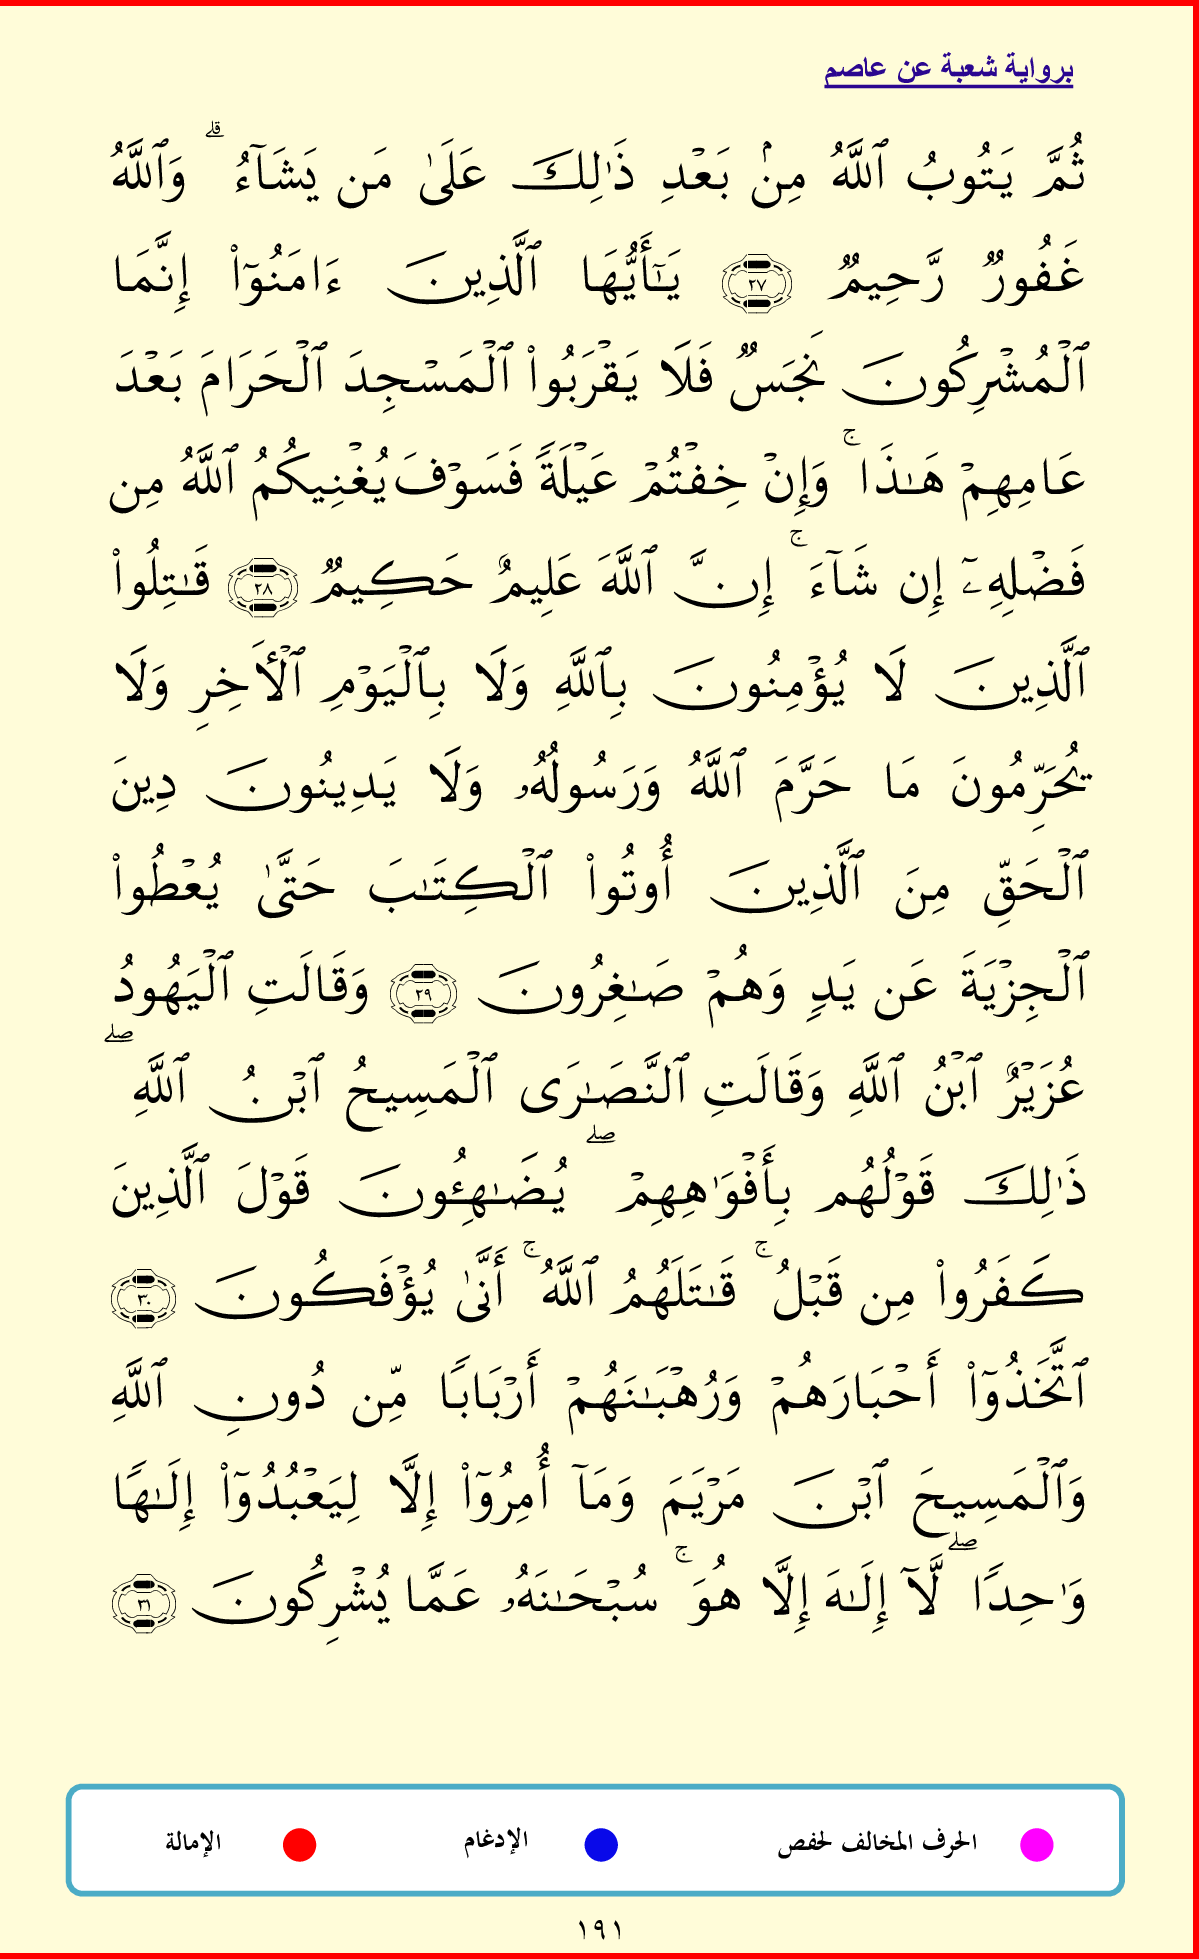 برواية شعبة عن عاصم
ثُمَّ يَتُوبُ ٱللَّهُ مِنۢ بَعۡدِ ذَٰلِكَ عَلَىٰ مَن يَشَآءُۗ وَٱللَّهُ
غَفُورٌ رَّحِيمٌ ٢٧ يَٰٓأَيُّهَا ٱلَّذِينَ ءَامَنُوٓاْ إِنَّمَا
ٱلۡمُشۡرِكُونَ نَجَسٌ فَلَا يَقۡرَبُواْ ٱلۡمَسۡجِدَ ٱلۡحَرَامَ بَعۡدَ
عَامِهِمۡ هَٰذَاۚ وَإِنۡ خِفۡتُمۡ عَيۡلَةً فَسَوۡفَ يُغۡنِيكُمُ ٱللَّهُ مِن
فَضۡلِهِۦٓ إِن شَآءَۚ إِنَّ ٱللَّهَ عَلِيمٌ حَكِيمٌ ٢٨ قَٰتِلُواْ
ٱلَّذِينَ لَا يُؤۡمِنُونَ بِٱللَّهِ وَلَا بِٱلۡيَوۡمِ ٱلۡأٓخِرِ وَلَا
يُحَرِّمُونَ مَا حَرَّمَ ٱللَّهُ وَرَسُولُهُۥ وَلَا يَدِينُونَ دِينَ
ٱلۡحَقِّ مِنَ ٱلَّذِينَ أُوتُواْ ٱلۡكِتَٰبَ حَتَّىٰ يُعۡطُواْ
ٱلۡجِزۡيَةَ عَن يَدٍ وَهُمۡ صَٰغِرُونَ ٢٩ وَقَالَتِ ٱلۡيَهُودُ
عُزَيۡرٌ ٱبۡنُ ٱللَّهِ وَقَالَتِ ٱلنَّصَٰرَى ٱلۡمَسِيحُ ٱبۡنُ ٱللَّهِۖ
ذَٰلِكَ قَوۡلُهُم بِأَفۡوَٰهِهِمۡۖ يُضَٰهِـُٔونَ قَوۡلَ ٱلَّذِينَ
كَفَرُواْ مِن قَبۡلُۚ قَٰتَلَهُمُ ٱللَّهُۚ أَنَّىٰ يُؤۡفَكُونَ ٣٠
ٱتَّخَذُوٓاْ أَحۡبَارَهُمۡ وَرُهۡبَٰنَهُمۡ أَرۡبَابًا مِّن دُونِ ٱللَّهِ
وَٱلۡمَسِيحَ ٱبۡنَ مَرۡيَمَ وَمَآ أُمِرُوٓاْ إِلَّا لِيَعۡبُدُوٓاْ إِلَٰهًا
وَٰحِدًاۖ لَّآ إِلَٰهَ إِلَّا هُوَۚ سُبۡحَٰنَهُۥ عَمَّا يُشۡرِكُونَ ٣١
الحرف المخالف لحفص الإدغام الإمالة
١٩١